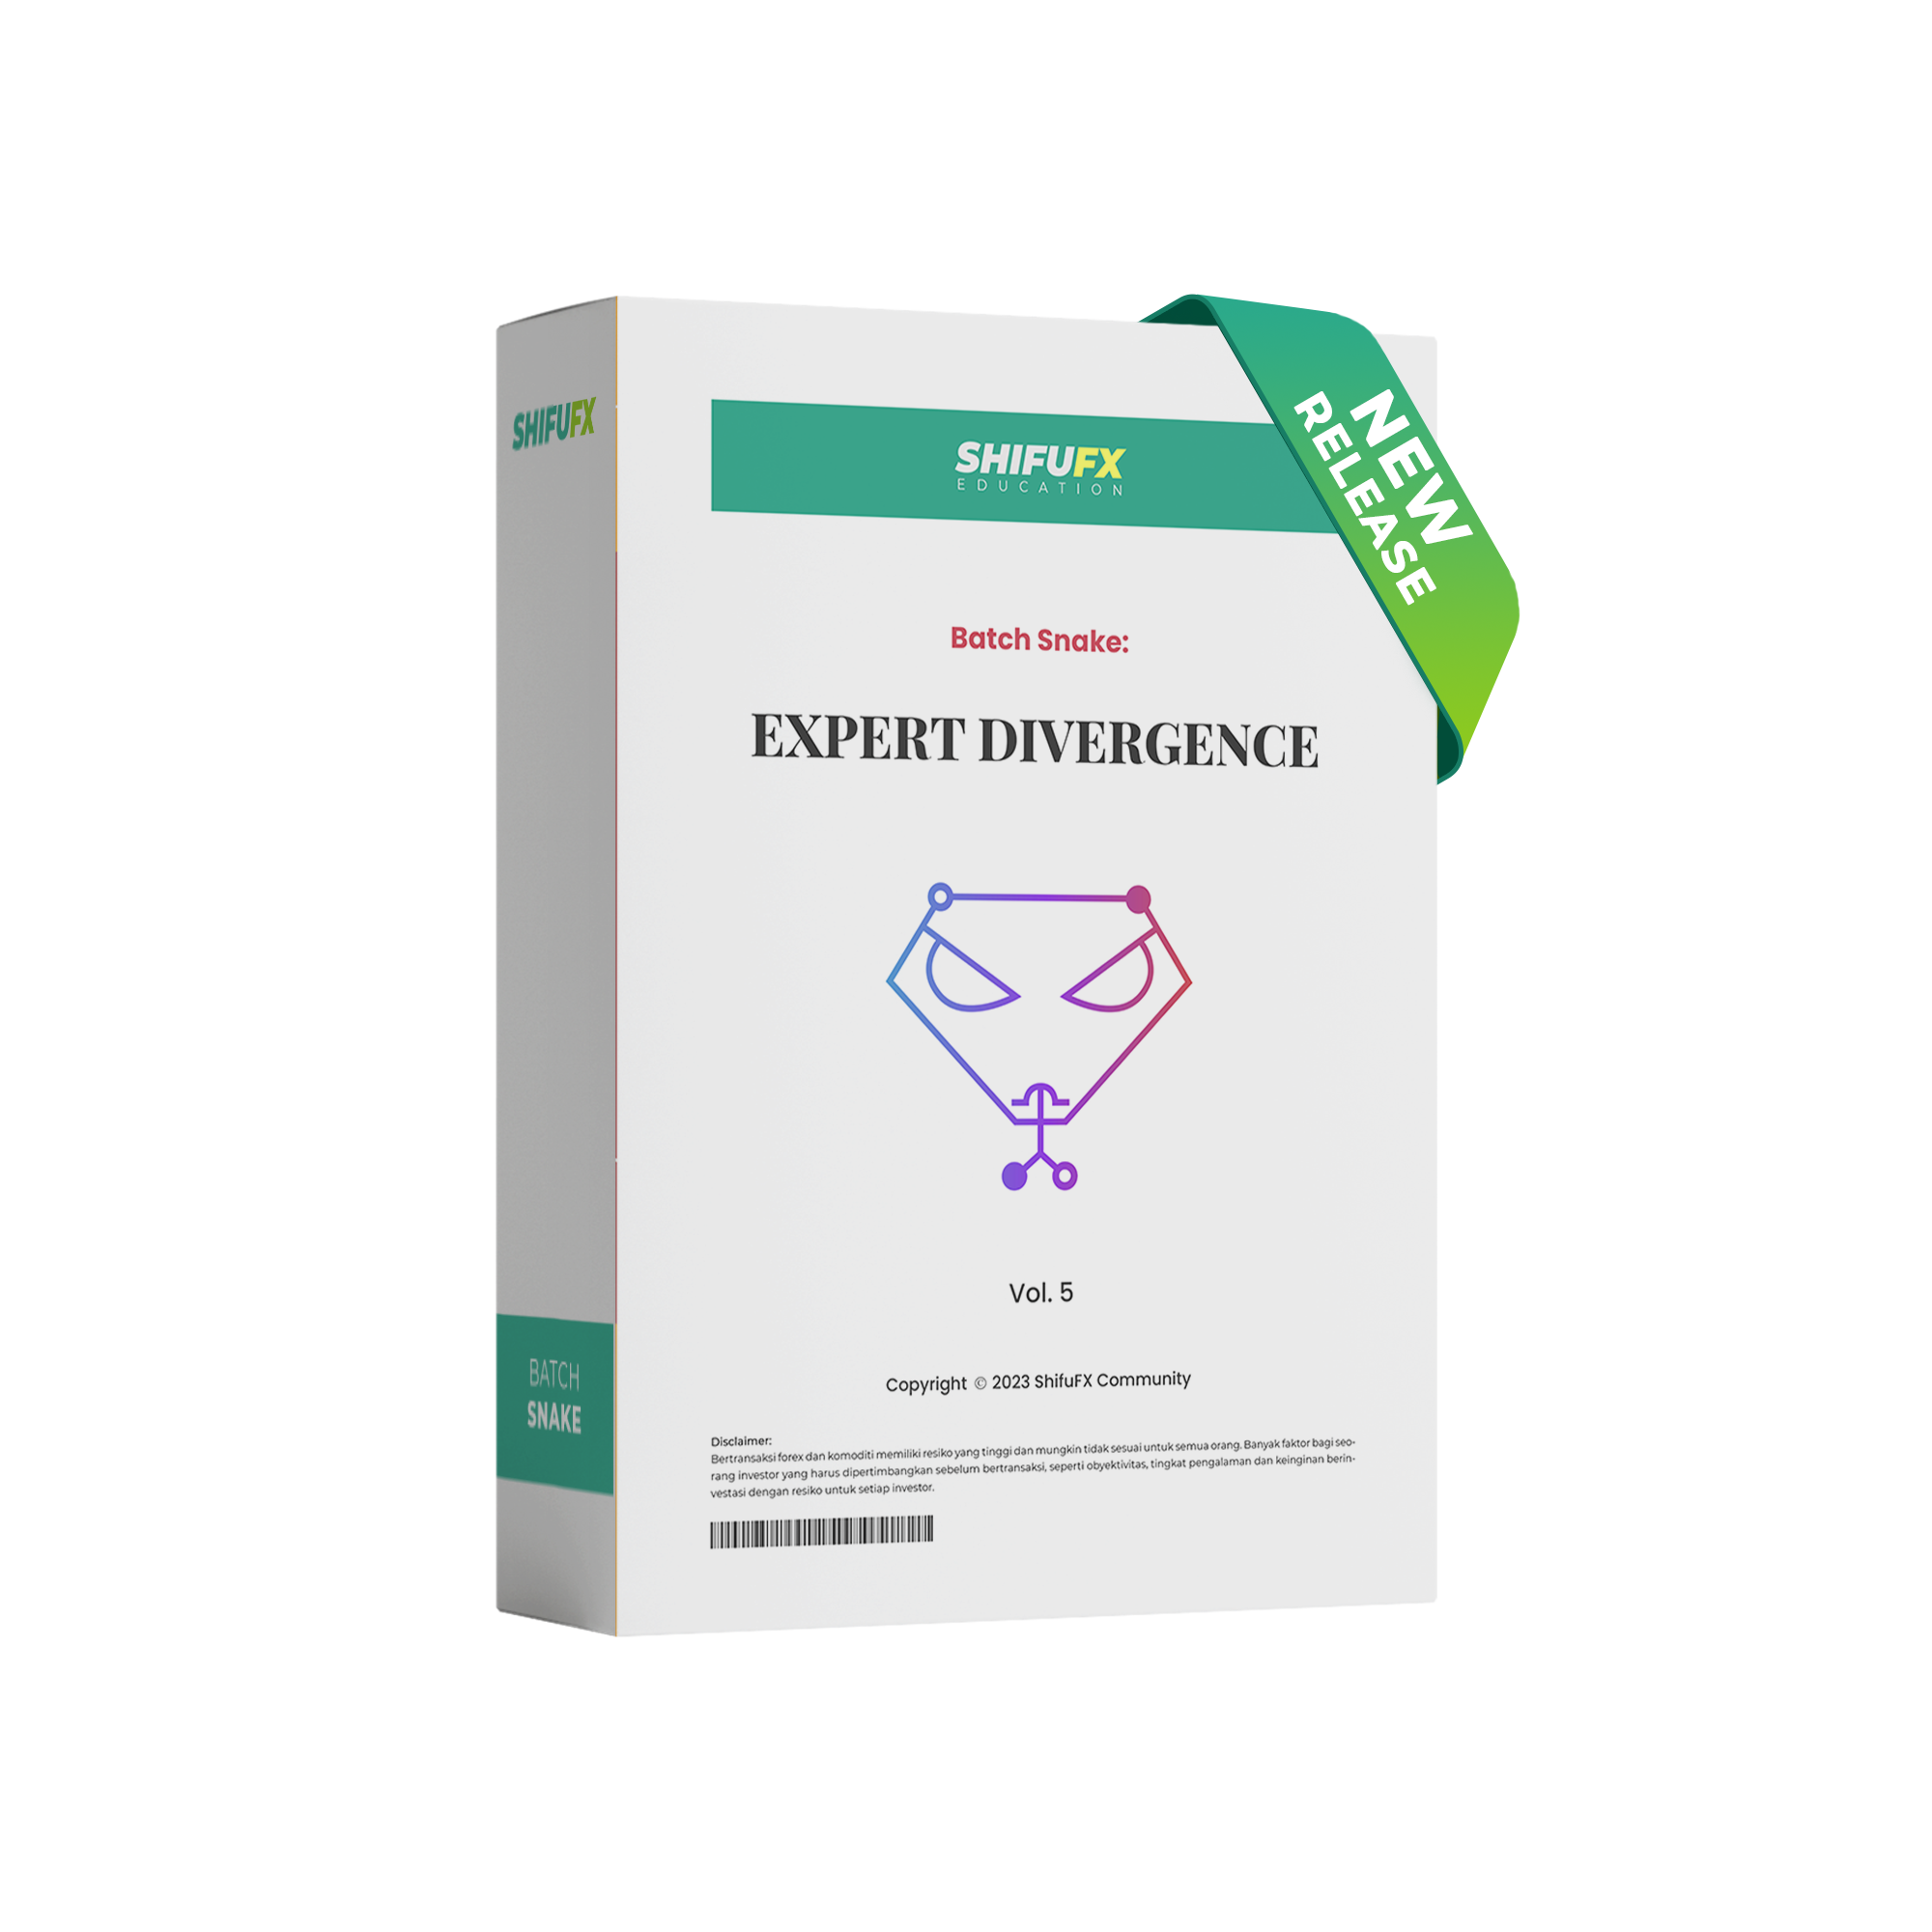 SHIFUFX
BATCH
SNAKE
SHIFUFX
EDUCATION
NEW
RELEASE
Batch Snake:
EXPERT DIVERGENCE
Vol. 5
Copyright © 2023 ShifuFX Community
Disclaimer:
Bertransaksi forex dan komoditi memiliki resiko yang tinggi dan mungkin tidak sesuai untuk semua orang. Banyak faktor bagi seo-
rang investor yang harus dipertimbangkan sebelum bertransaksi, seperti obyektivitas, tingkat pengalaman dan keinginan berin-
vestasi dengan resiko untuk setiap investor.